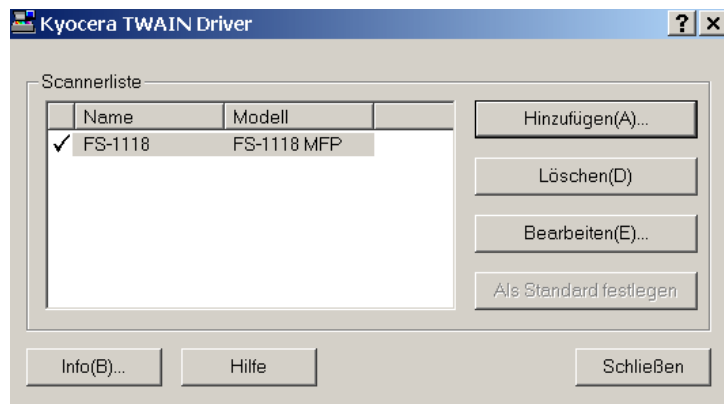 Kyocera TWAIN Driver
Scannerliste
Name Modell
FS-1118 FS-1118 MFP
Hinzufügen(A)...
Löschen(D)
Bearbeiten(E)...
Als Standard festlegen
Info(B)... Hilfe Schließen